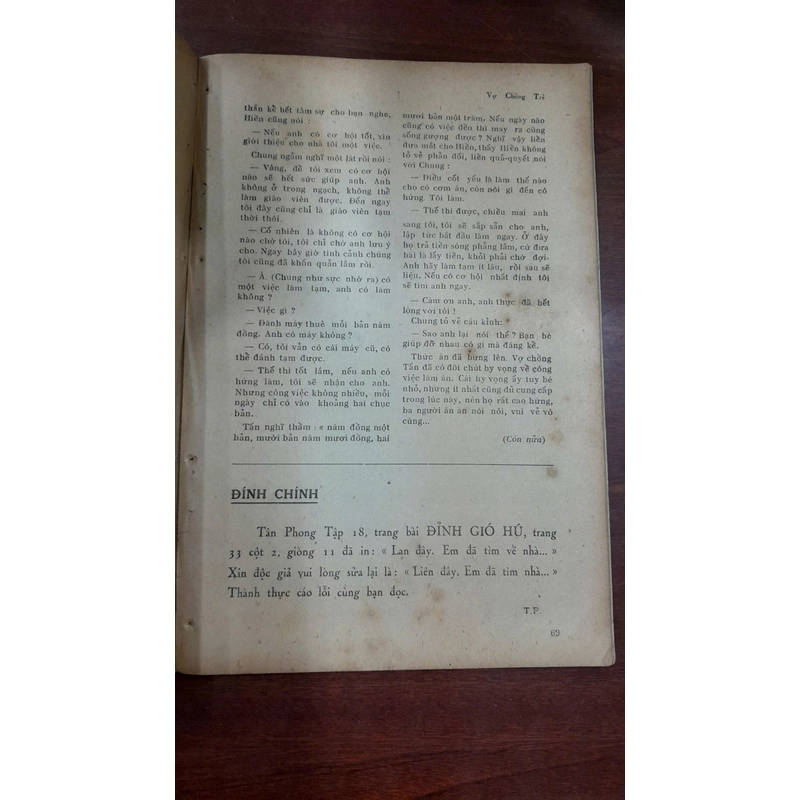 Vợ Chồng Trẻ
thần kể hết tâm sự cho bạn nghe,
Hiền cũng nói :
— Nếu anh có cơ hội tốt, xin
giới thiệu cho nhà tôi một việc.
Chung ngẫm nghĩ một lát rồi nói :
— Vâng, để tôi xem có cơ hội
nào sẽ hết sức giúp anh. Anh
không ở trong ngạch, không thể
làm giáo viên được. Đến ngay
tôi đây cũng chỉ là giáo viên tạm
thời thôi.
— Cố nhiên là không có cơ hội
nào chờ tôi, tôi chỉ chờ anh lưu ý
cho. Ngay bây giờ tình cảnh chúng
tôi cũng đã khẩn quẫn lắm rồi.
— À. (Chung như sực nhờ ra) có
một việc làm tạm, anh có làm
không ?
— Việc gì ?
— Đánh máy thuê mỗi bản năm
đồng. Anh có máy không ?
— Có, tôi vẫn có cái máy cũ, có
thể đánh tạm được.
— Thế thì tốt lắm, nếu anh có
hứng làm, tôi sẽ nhận cho anh.
Nhưng công việc không nhiều, mỗi
ngày chỉ có vào khoảng hai chục
bản.
Tấn nghĩ thầm : « năm đồng một
bản, mười bản năm mươi đồng, hai
mươi bản một trăm. Nếu ngày nào
cũng có việc đến thì may ra cũng
sống gượng được ? Nghĩ vậy liền
đưa mắt cho Hiền, thấy Hiền không
tỏ vẻ phản đối, liền quả-quyết nói
với Chung :
— Điều cốt yếu là làm thế nào
cho có cơm ăn, còn nói gì đến có
hứng. Tôi làm.
— Thế thì được, chiều mai anh
sang tôi, tôi sẽ sắp sẵn cho anh,
lập tức bắt đầu làm ngay. Ở đây
họ trả tiền sòng phẳng lắm, cứ đưa
bài là lấy tiền, khỏi phải chờ đợi.
Anh hãy làm tạm ít lâu, rồi sau sẽ
liệu. Nếu có cơ hội nhất định tôi
sẽ tìm anh ngay.
— Cảm ơn anh, anh thực đã hết
lòng với tôi !
Chung tỏ vẻ cáu kỉnh:
— Sao anh lại nói thế ? Bạn bè
giúp đỡ nhau có gì mà đáng kể.
Thức ăn đã bưng lên. Vợ chồng
Tấn đã có đôi chút hy vọng về công
việc làm ăn. Cái hy vọng ấy tuy bé
nhỏ, nhưng ít nhất cũng đủ cung cấp
trong lúc này, nên họ rất cao hứng,
ba người ăn ăn nói nói, vui vẻ vô
cùng...
(Còn nửa)
ĐÍNH CHÍNH
Tân Phong Tập 18, trang bài ĐỈNH GIÓ HÚ, trang
33 cột 2, giòng 11 đã in : « Lạn đây. Em đã tìm về nhà... »
Xin độc giả vui lòng sửa lại là : « Liên đây. Em đã tìm nhà... »
Thành thực cáo lỗi cùng bạn đọc.
T.P.
69